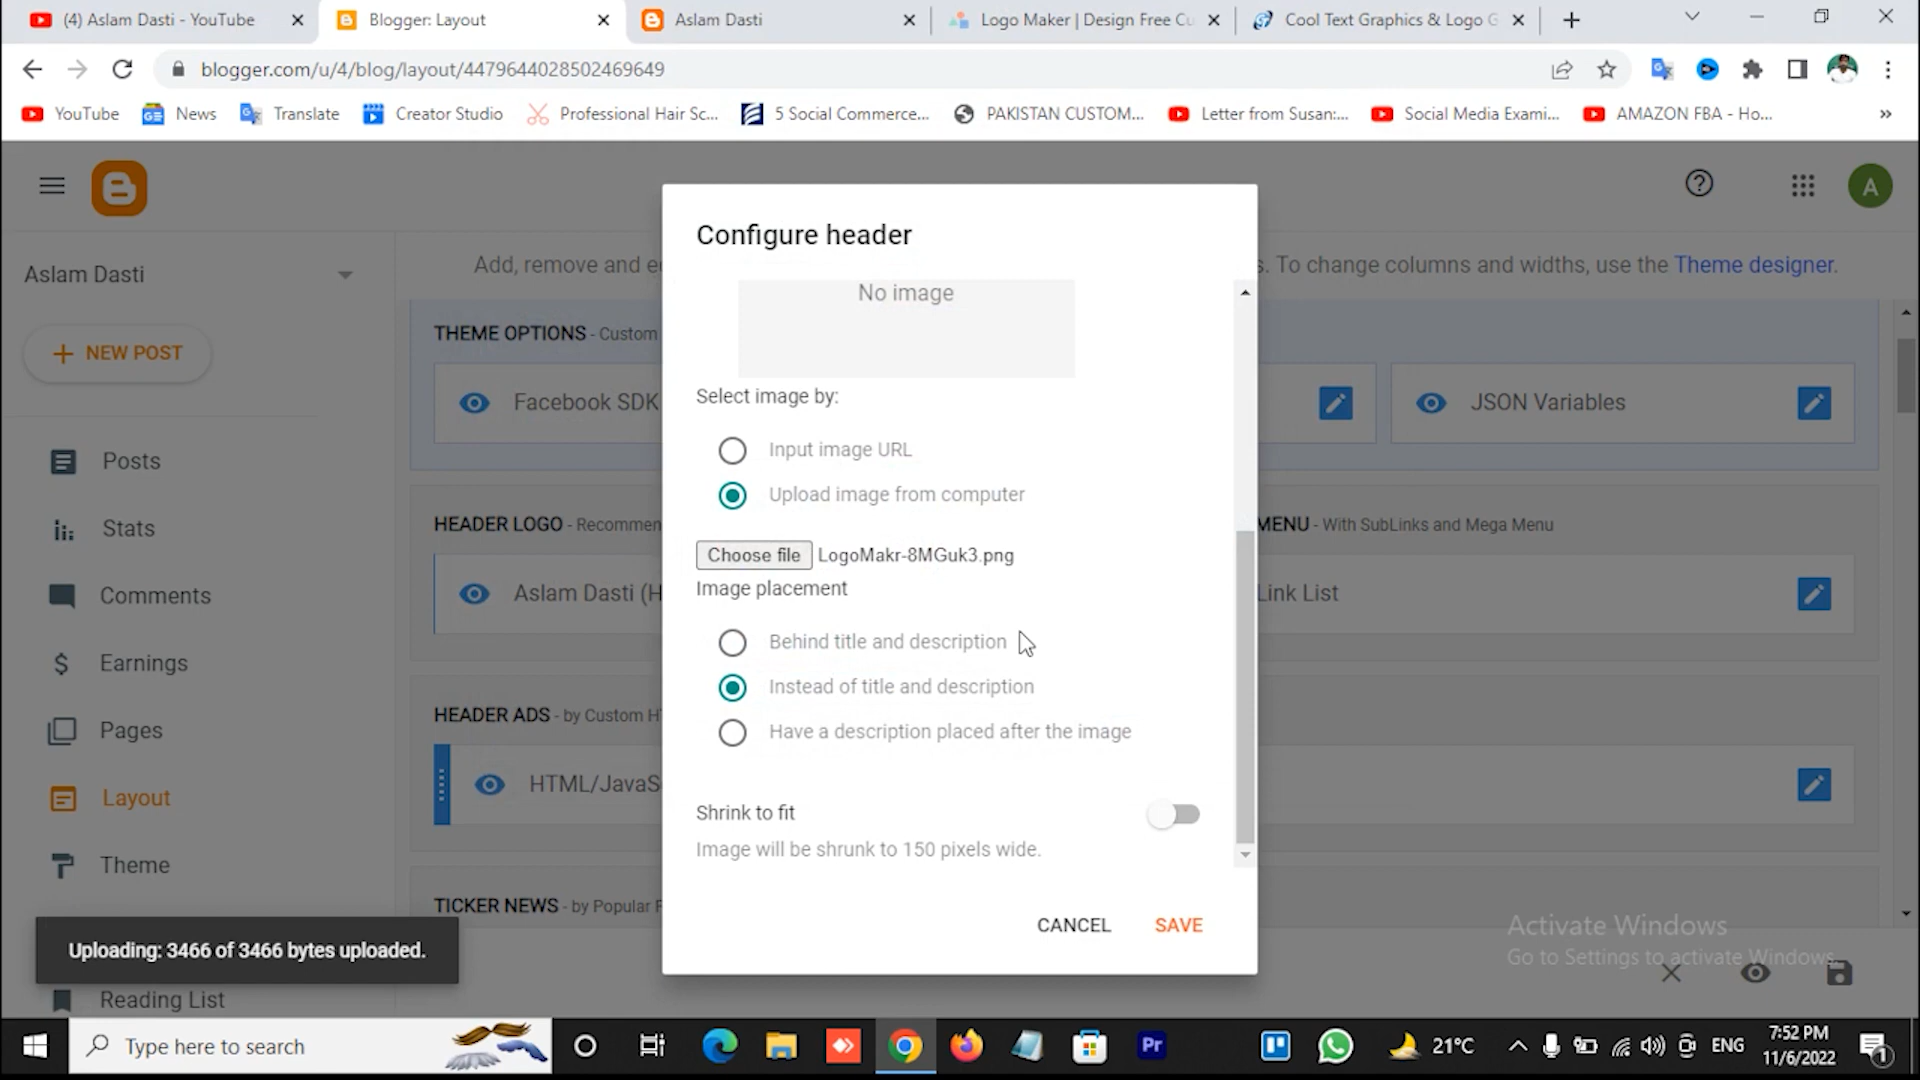 (4) Aslam Dasti - YouTube
Blogger: Layout
Aslam Dasti
Logo Maker | Design Free Cu
Cool Text Graphics & Logo G
blogger.com/u/4/blog/layout/4479644028502469649
YouTube
News
Translate
Creator Studio
Professional Hair Sc...
5 Social Commerce...
PAKISTAN CUSTOM...
Letter from Susan:...
Social Media Exami...
AMAZON FBA - Ho...
»
A
Aslam Dasti
NEW POST
Posts
Stats
Comments
Earnings
Pages
Layout
Theme
Reading List
Add, remove and e
s. To change columns and widths, use the Theme designer.
THEME OPTIONS - Custom
Facebook SDK
JSON Variables
HEADER LOGO - Recommen
MENU - With SubLinks and Mega Menu
Aslam Dasti (H
Link List
HEADER ADS - by Custom H
HTML/JavaS
TICKER NEWS - by Popular P
Configure header
No image
Select image by:
Input image URL
Upload image from computer
Choose file LogoMakr-8MGuk3.png
Image placement
Behind title and description
Instead of title and description
Have a description placed after the image
Shrink to fit
Image will be shrunk to 150 pixels wide.
CANCEL
SAVE
Uploading: 3466 of 3466 bytes uploaded.
Activate Windows
Go to Settings to activate Windows.
Type here to search
Pr
21°C
ENG
7:52 PM
11/6/2022
1